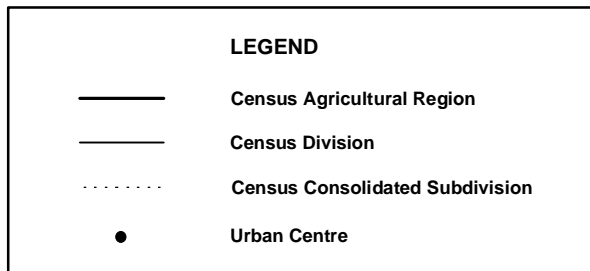 LEGEND
Census Agricultural Region
Census Division
Census Consolidated Subdivision
Urban Centre